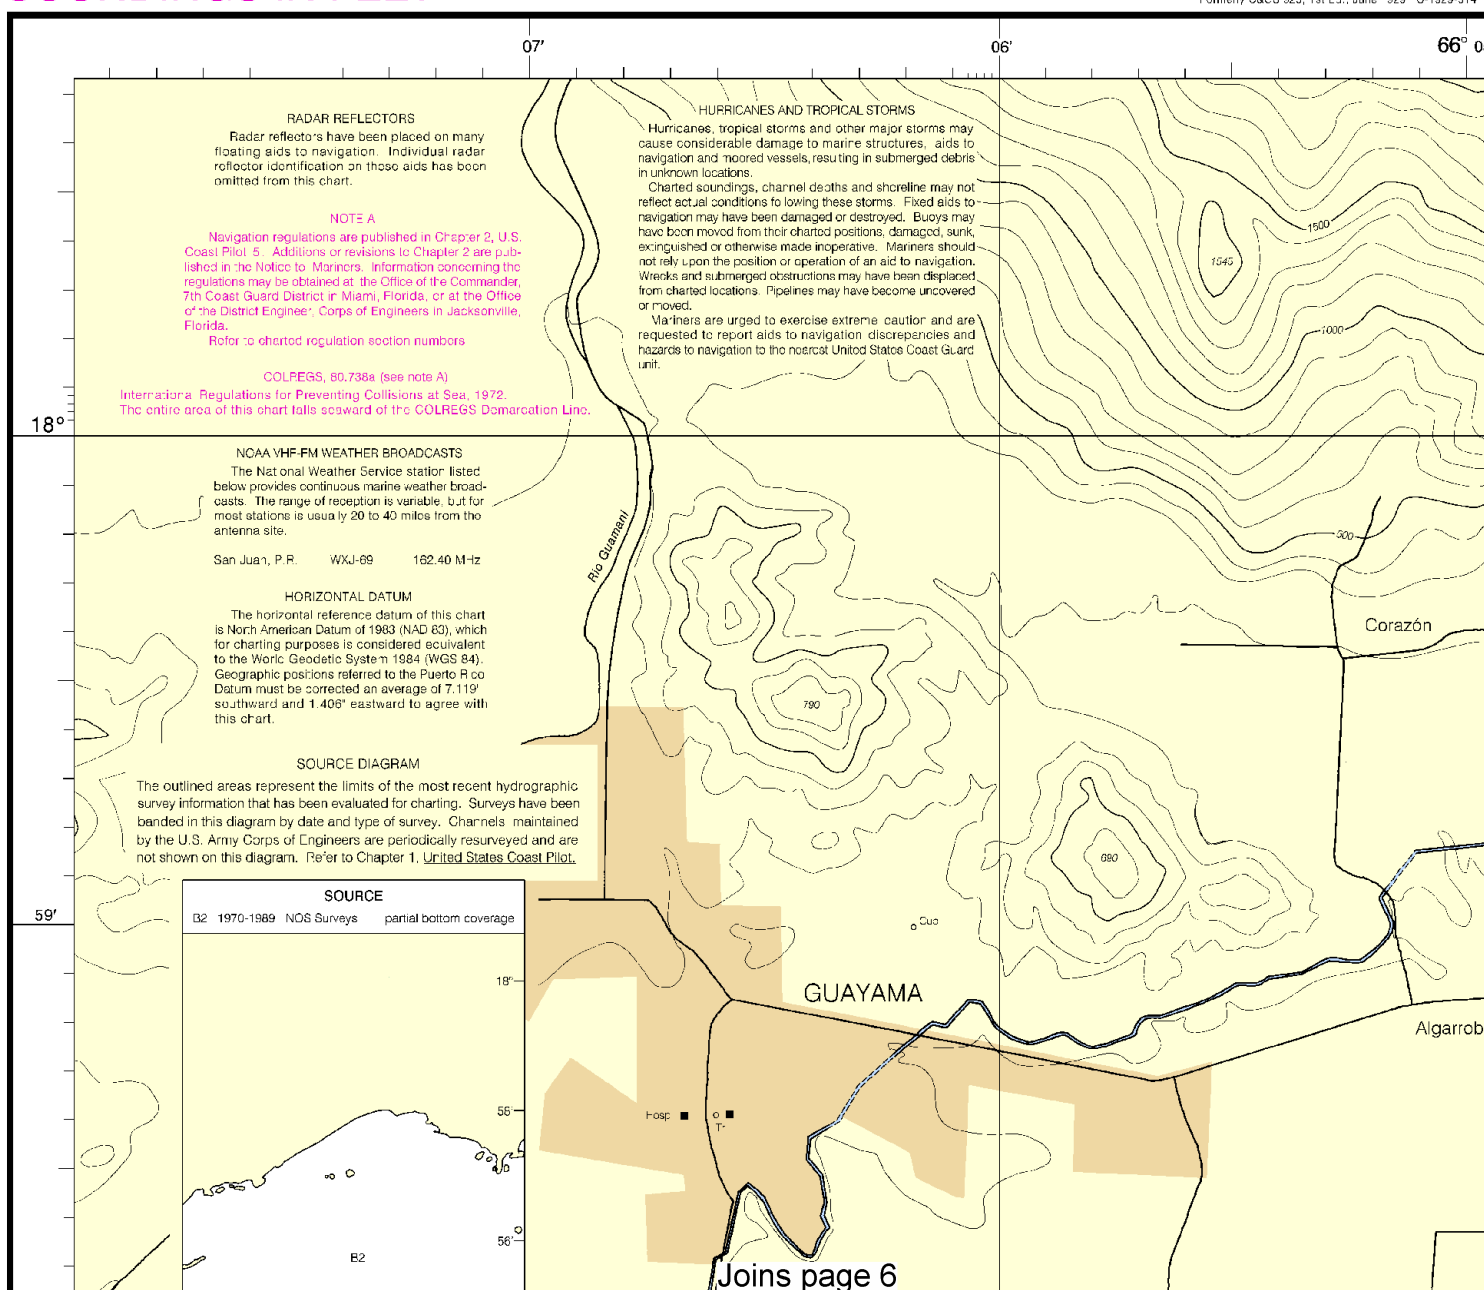 07'
06'
66°
RADAR REFLECTORS
Radar reflectors have been placed on many
floating aids to navigation. Individual radar
reflector identification on these aids has been
omitted from this chart.
NOTE A
Navigation regulations are published in Chapter 2, U.S.
Coast Pilot 5. Additions or revisions to Chapter 2 are pub-
lished in the Notice to Mariners. Information concerning the
regulations may be obtained at the Office of the Commander,
7th Coast Guard District in Miami, Florida, or at the Office
of the District Engineer, Corps of Engineers in Jacksonville,
Florida.
Refer to charted regulation section numbers
COLREGS, 80.738a (see note A)
International Regulations for Preventing Collisions at Sea, 1972.
The entire area of this chart falls seaward of the COLREGS Demarcation Line.
18°
NOAA VHF-FM WEATHER BROADCASTS
The National Weather Service station listed
below provides continuous marine weather broad-
casts. The range of reception is variable, but for
most stations is usually 20 to 40 miles from the
antenna site.
San Juan, P.R. WXJ-69 162.40 MHz
HORIZONTAL DATUM
The horizontal reference datum of this chart
is North American Datum of 1983 (NAD 83), which
for charting purposes is considered equivalent
to the World Geodetic System 1984 (WGS 84).
Geographic positions referred to the Puerto Rico
Datum must be corrected an average of 7.119"
southward and 1.406" eastward to agree with
this chart.
SOURCE DIAGRAM
The outlined areas represent the limits of the most recent hydrographic
survey information that has been evaluated for charting. Surveys have been
banded in this diagram by date and type of survey. Channels maintained
by the U.S. Army Corps of Engineers are periodically resurveyed and are
not shown on this diagram. Refer to Chapter 1, United States Coast Pilot.
SOURCE
B2 1970-1989 NOS Surveys partial bottom coverage
59'
18°
58'
56'
B2
HURRICANES AND TROPICAL STORMS
Hurricanes, tropical storms and other major storms may
cause considerable damage to marine structures, aids to
navigation and moored vessels, resulting in submerged debris
in unknown locations.
Charted soundings, channel depths and shoreline may not
reflect actual conditions following these storms. Fixed aids to
navigation may have been damaged or destroyed. Buoys may
have been moved from their charted positions, damaged, sunk,
extinguished or otherwise made inoperative. Mariners should
not rely upon the position or operation of an aid to navigation.
Wrecks and submerged obstructions may have been displaced
from charted locations. Pipelines may have become uncovered
or moved.
Mariners are urged to exercise extreme caution and are
requested to report aids to navigation discrepancies and
hazards to navigation to the nearest United States Coast Guard
unit.
1500
1545
1000
500
Rio Guamani
Corazón
790
680
Cup
GUAYAMA
Algarrob
Hosp
Tr
Joins page 6